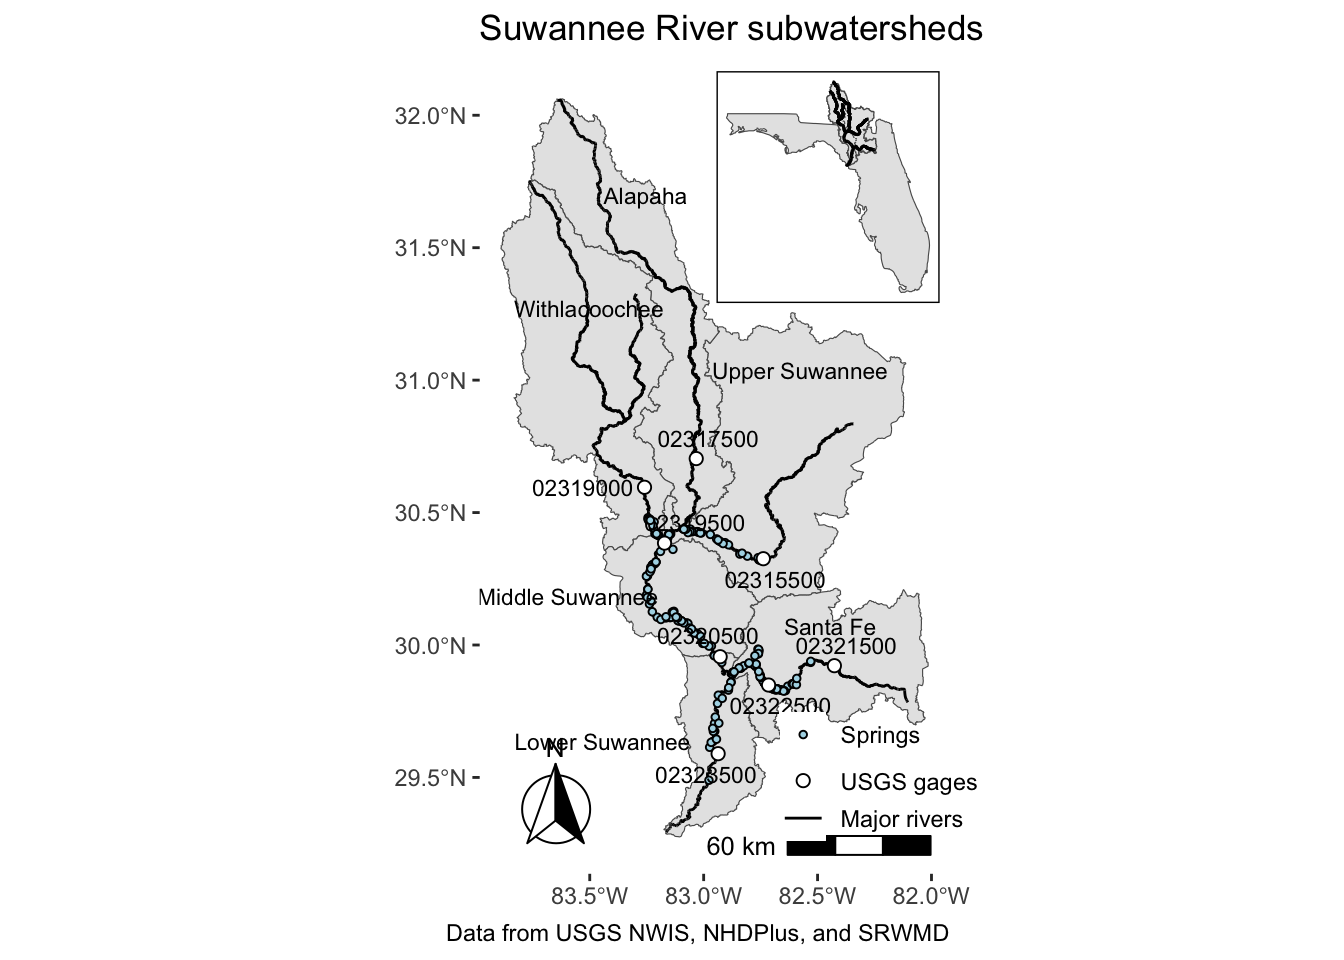 Suwannee River subwatersheds
32.0°N
31.5°N
31.0°N
30.5°N
30.0°N
29.5°N
Alapaha
Withlacoochee
Upper Suwannee
02317500
02319000
02319500
02315500
Middle Suwannee
Santa Fe
02320500
02321500
02322500
Lower Suwannee
N
02323500
Springs
USGS gages
Major rivers
60 km
83.5°W 83.0°W 82.5°W 82.0°W
Data from USGS NWIS, NHDPlus, and SRWMD